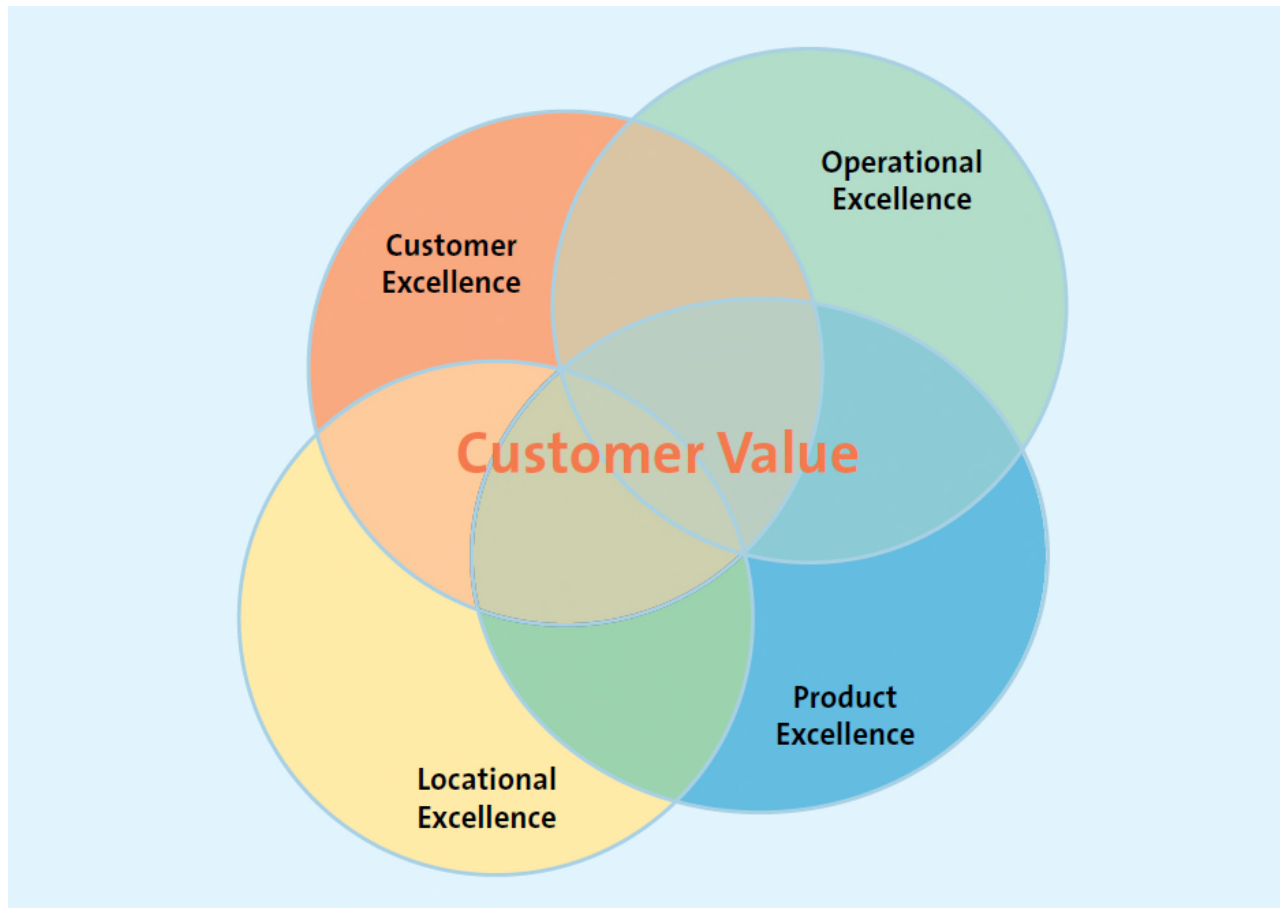 Operational
Excellence
Customer
Excellence
Customer Value
Product
Excellence
Locational
Excellence